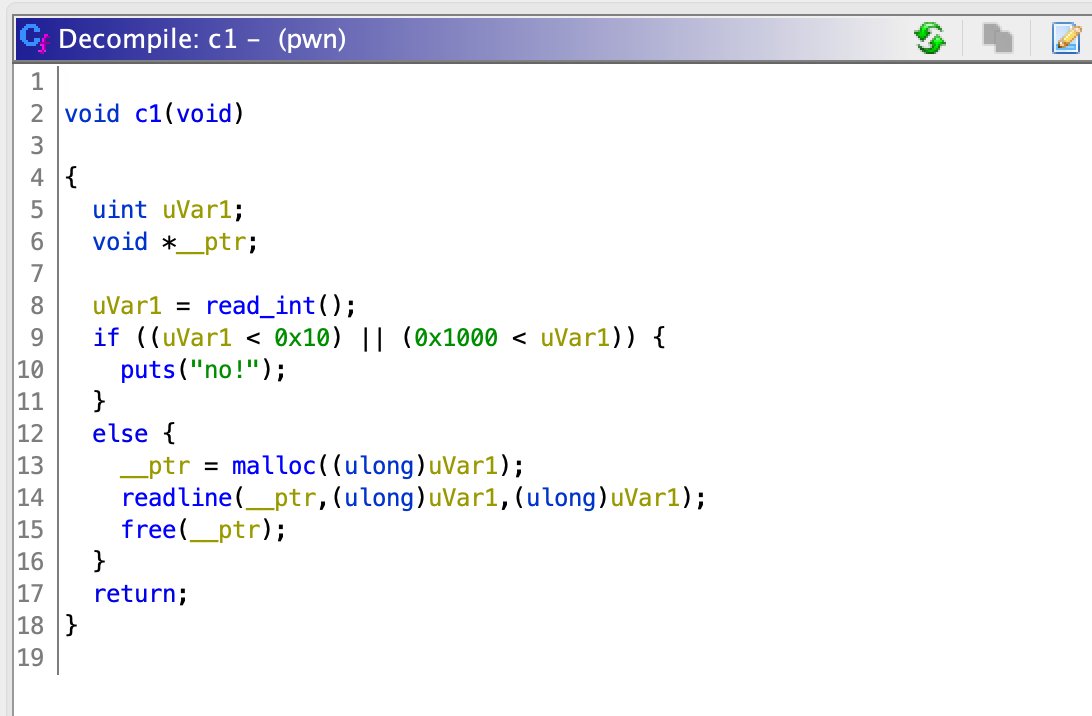 Decompile: c1 – (pwn)
1
2 void c1(void)
3
4 {
5 uint uVar1;
6 void *__ptr;
7
8 uVar1 = read_int();
9 if ((uVar1 < 0x10) || (0x1000 < uVar1)) {
10 puts("no!");
11 }
12 else {
13 __ptr = malloc((ulong)uVar1);
14 readline(__ptr,(ulong)uVar1,(ulong)uVar1);
15 free(__ptr);
16 }
17 return;
18 }
19